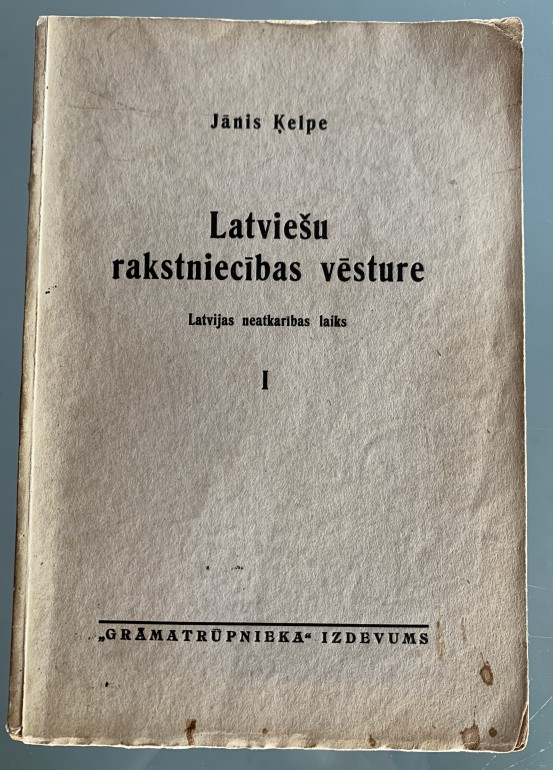 Jānis Ķelpe
Latviešu
rakstniecības vēsture
Latvijas neatkarības laiks
I
„GRĀMATRŪPNIEKA“ IZDEVUMS